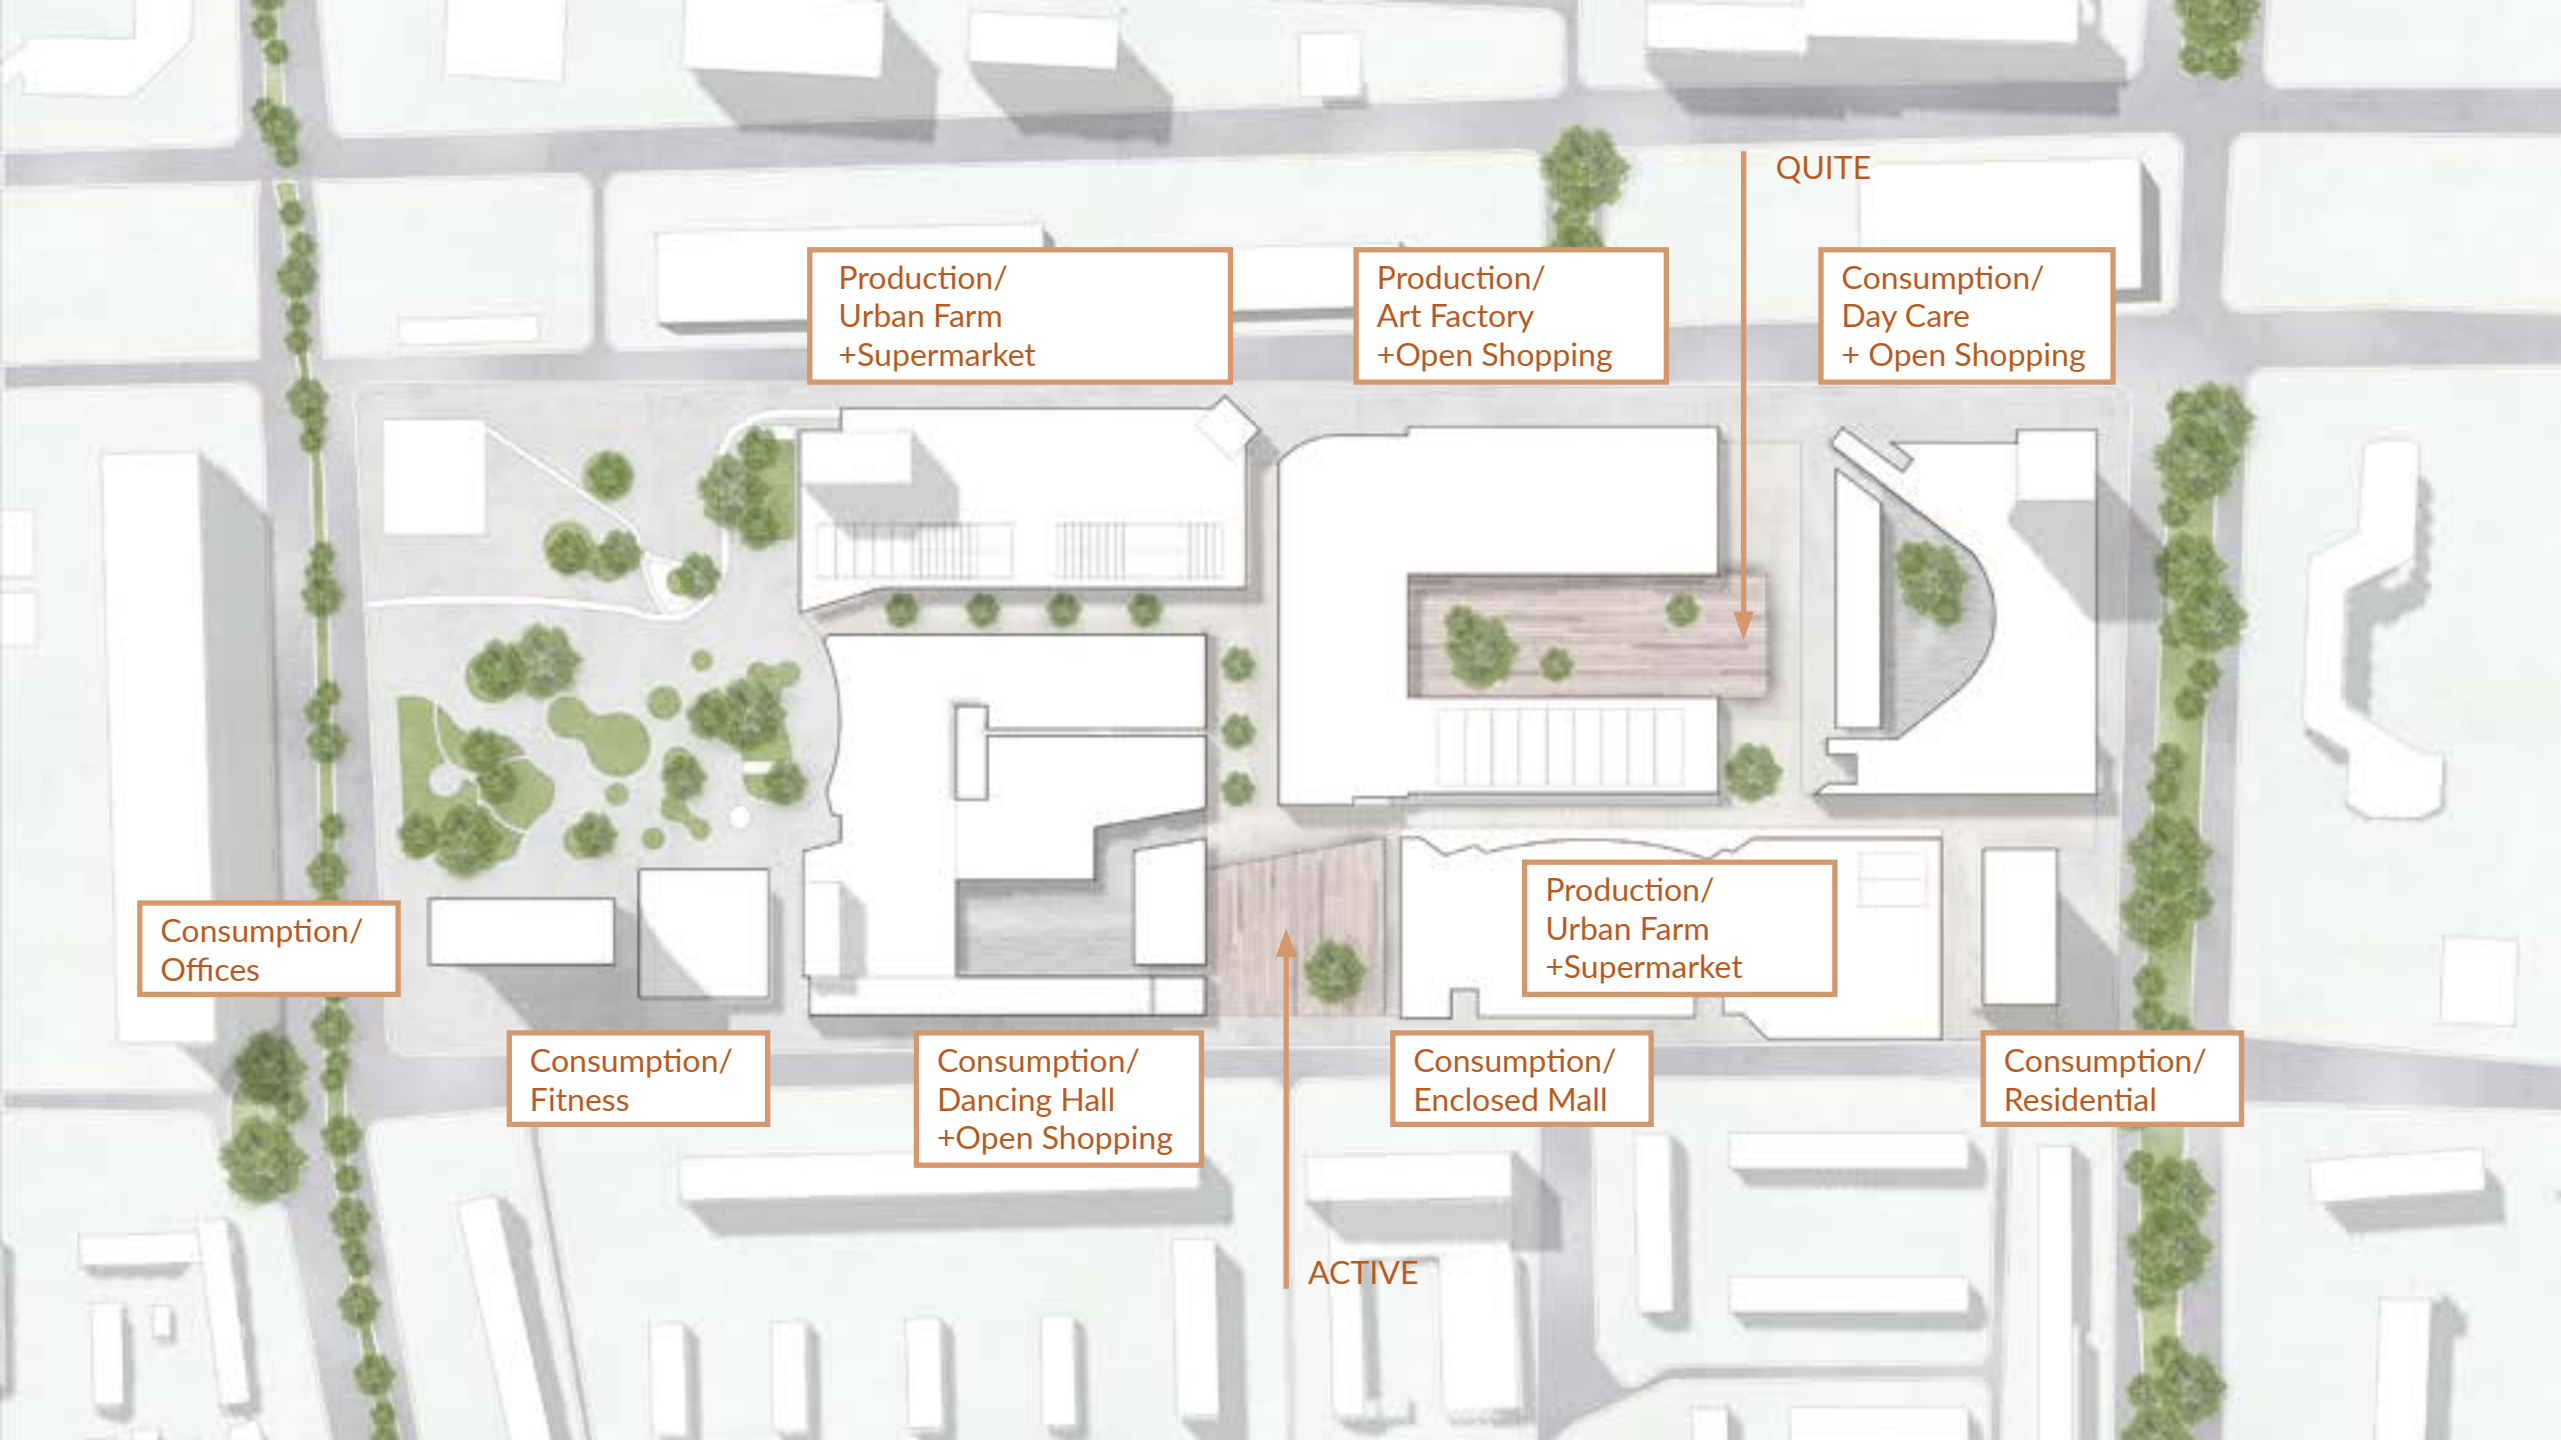 QUITE
Production/
Urban Farm
+Supermarket
Production/
Art Factory
+Open Shopping
Consumption/
Day Care
+ Open Shopping
Production/
Urban Farm
+Supermarket
Consumption/
Offices
Consumption/
Fitness
Consumption/
Dancing Hall
+Open Shopping
Consumption/
Enclosed Mall
Consumption/
Residential
ACTIVE